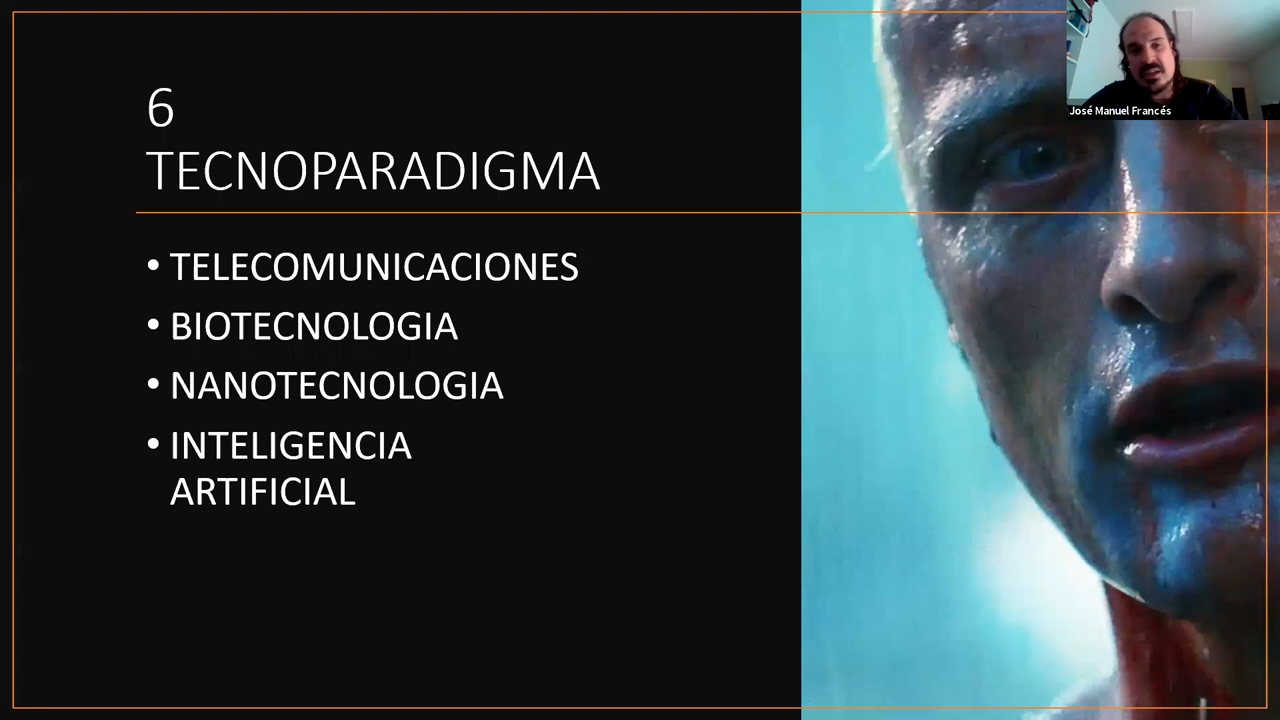 6
TECNOPARADIGMA
• TELECOMUNICACIONES
• BIOTECNOLOGIA
• NANOTECNOLOGIA
• INTELIGENCIA
ARTIFICIAL
José Manuel Francés